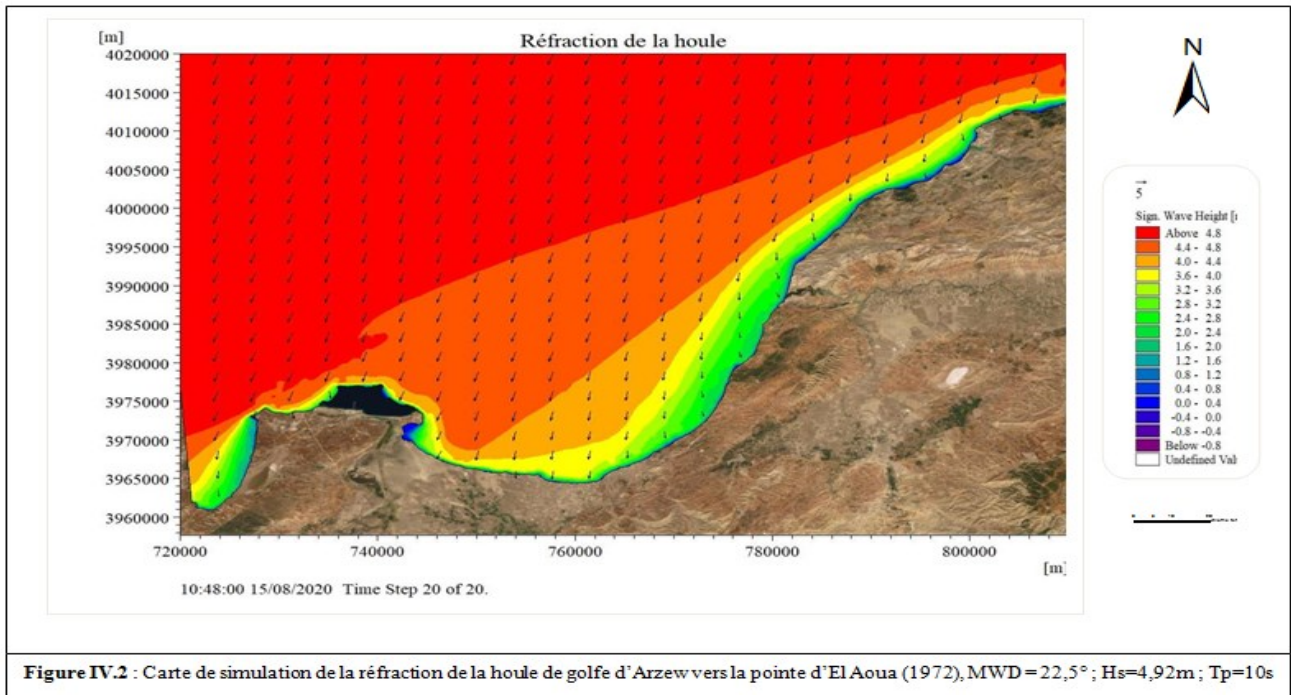 [m]
Réfraction de la houle
4020000
4015000
4010000
4005000
4000000
3995000
3990000
3985000
3980000
3975000
3970000
3965000
3960000
720000 740000 760000 780000 800000
[m]
10:48:00 15/08/2020 Time Step 20 of 20.
N
5
Sign. Wave Height [
Above 4.8
4.4 - 4.8
4.0 - 4.4
3.6 - 4.0
3.2 - 3.6
2.8 - 3.2
2.4 - 2.8
2.0 - 2.4
1.6 - 2.0
1.2 - 1.6
0.8 - 1.2
0.4 - 0.8
0.0 - 0.4
-0.4 - 0.0
-0.8 - -0.4
Below -0.8
Undefined Val
Figure IV.2 : Carte de simulation de la réfraction de la houle de golfe d'Arzew vers la pointe d'El Aoua (1972), MWD = 22,5° ; Hs=4,92m ; Tp=10s